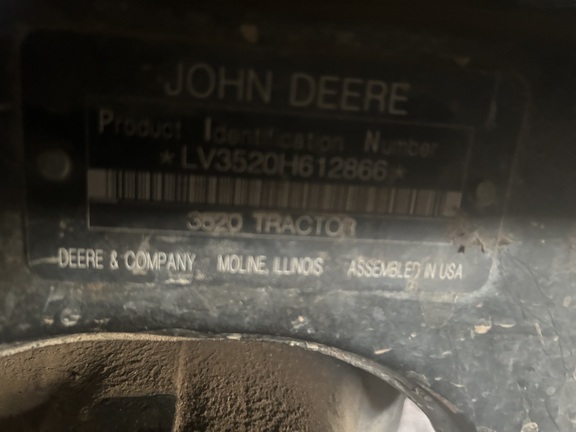 JOHN DEERE
Product Identification Number
*LV3520H612866*
3520 TRACTOR
DEERE & COMPANY MOLINE, ILLINOIS ASSEMBLED IN USA